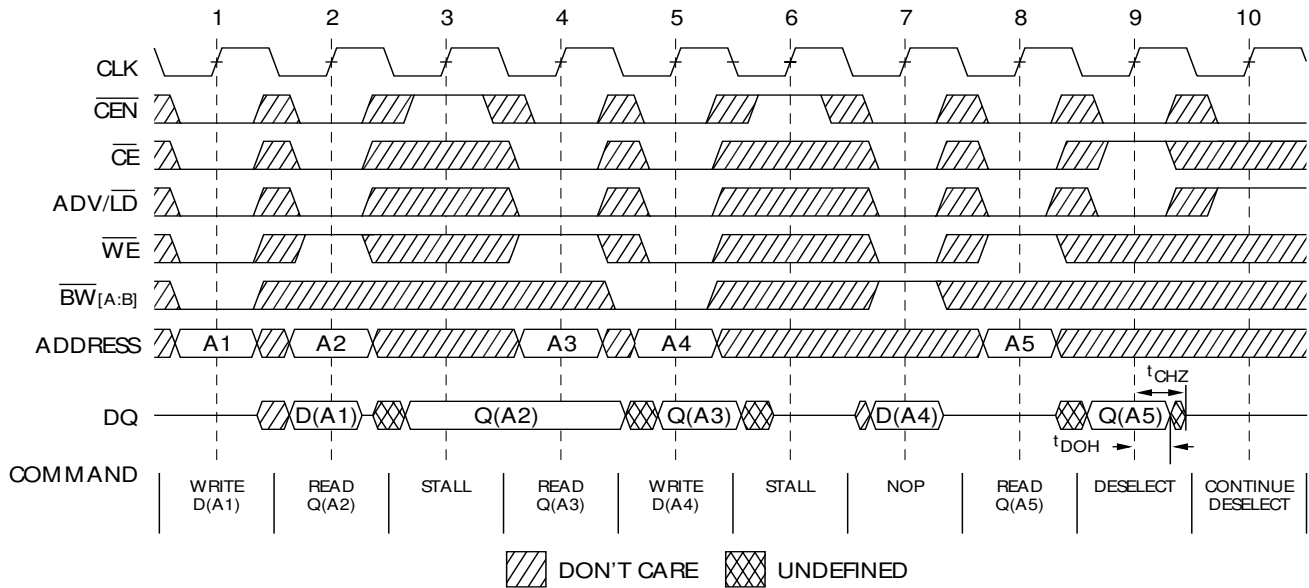 1 2 3 4 5 6 7 8 9 10
CLK
CEN
CE
ADV/LD
WE
BW[A:B]
ADDRESS A1 A2 A3 A4 A5
tCHZ
DQ D(A1) Q(A2) Q(A3) D(A4) Q(A5)
tDOH
COMMAND
WRITE D(A1)
READ Q(A2)
STALL
READ Q(A3)
WRITE D(A4)
STALL
NOP
READ Q(A5)
DESELECT
CONTINUE DESELECT
DON'T CARE UNDEFINED